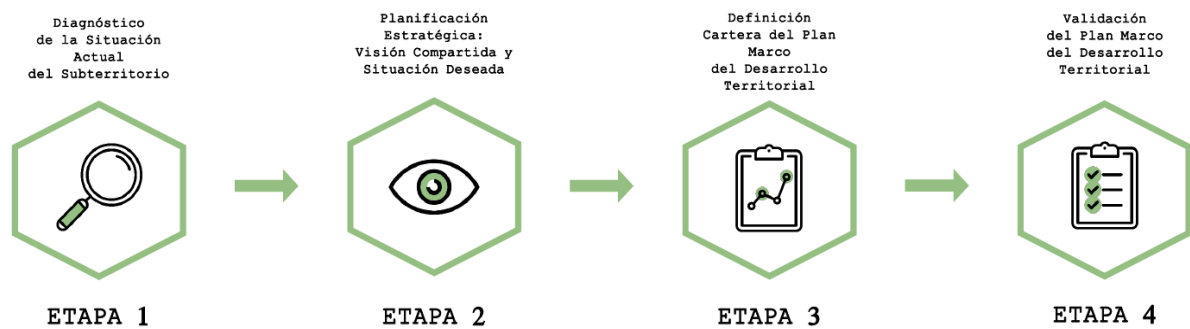 Diagnóstico
de la Situación
Actual
del Subterritorio
Planificación
Estratégica:
Visión Compartida y
Situación Deseada
Definición
Cartera del Plan
Marco
del Desarrollo
Territorial
Validación
del Plan Marco
del Desarrollo
Territorial
ETAPA 1
ETAPA 2
ETAPA 3
ETAPA 4